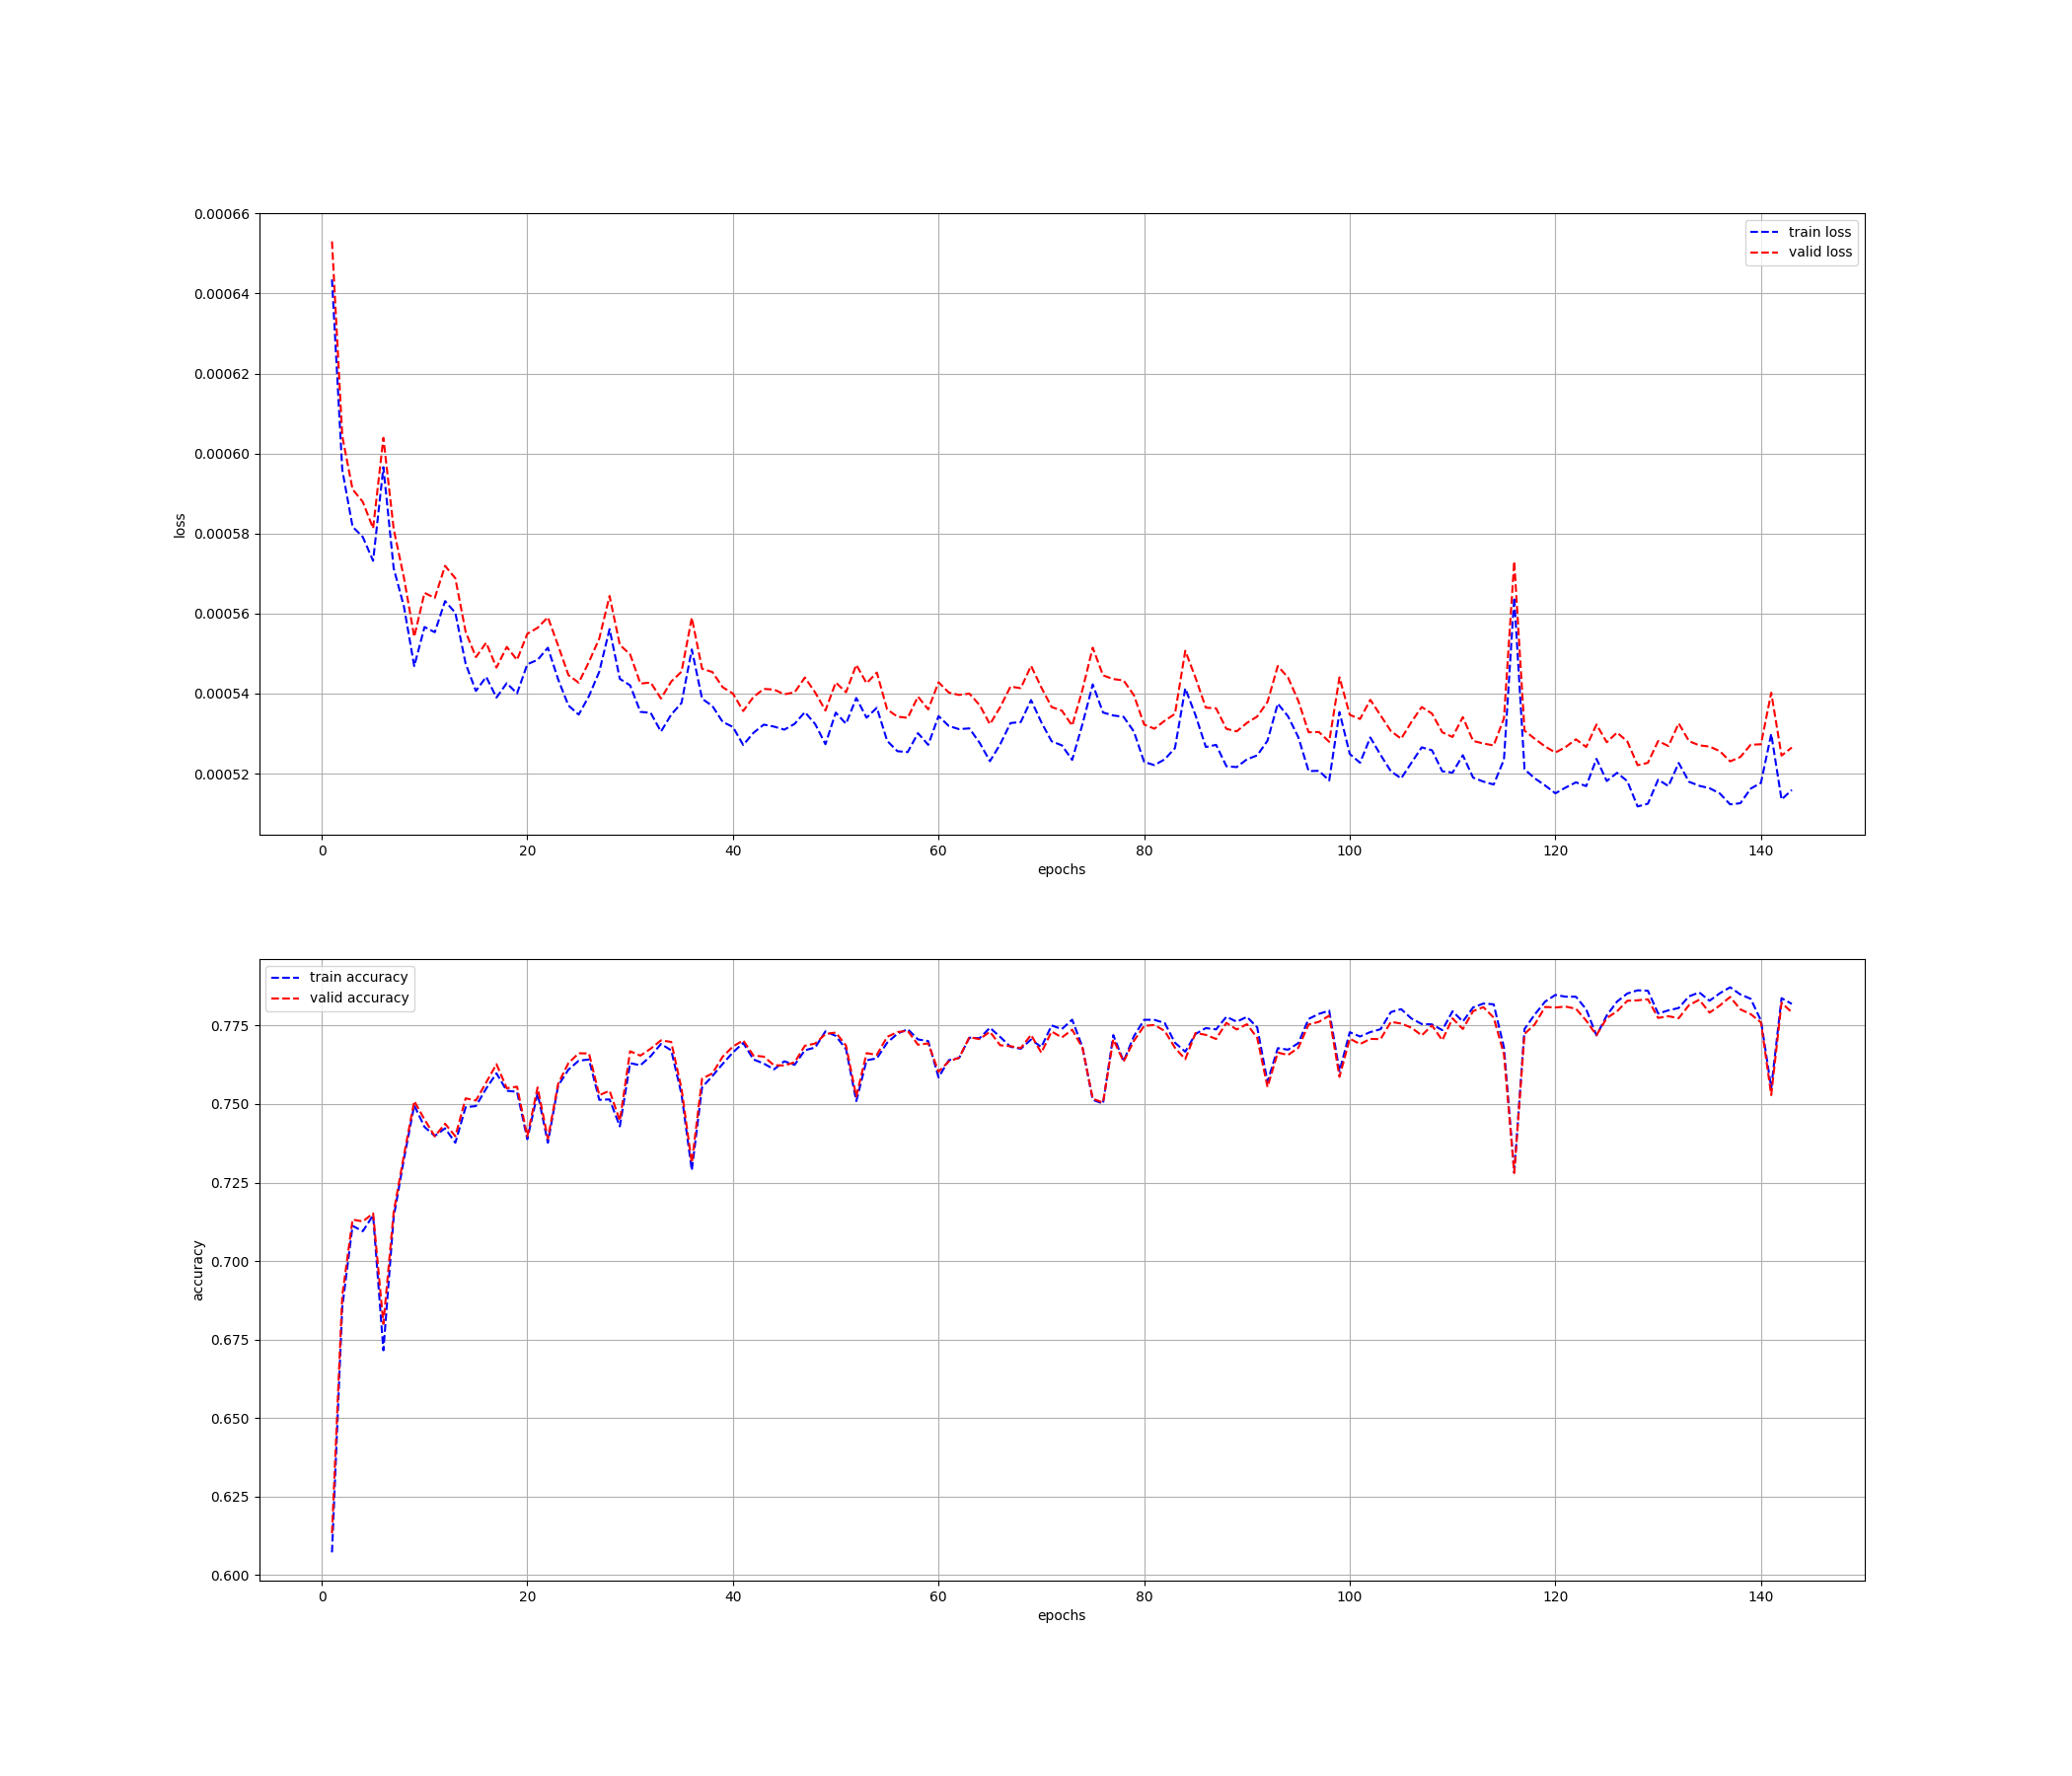 0.00066
train loss
valid loss
0.00064
0.00062
0.00060
0.00058
loss
0.00056
0.00054
0.00052
0 20 40 60 80 100 120 140
epochs
train accuracy
valid accuracy
0.775
0.750
0.725
0.700
accuracy
0.675
0.650
0.625
0.600
0 20 40 60 80 100 120 140
epochs